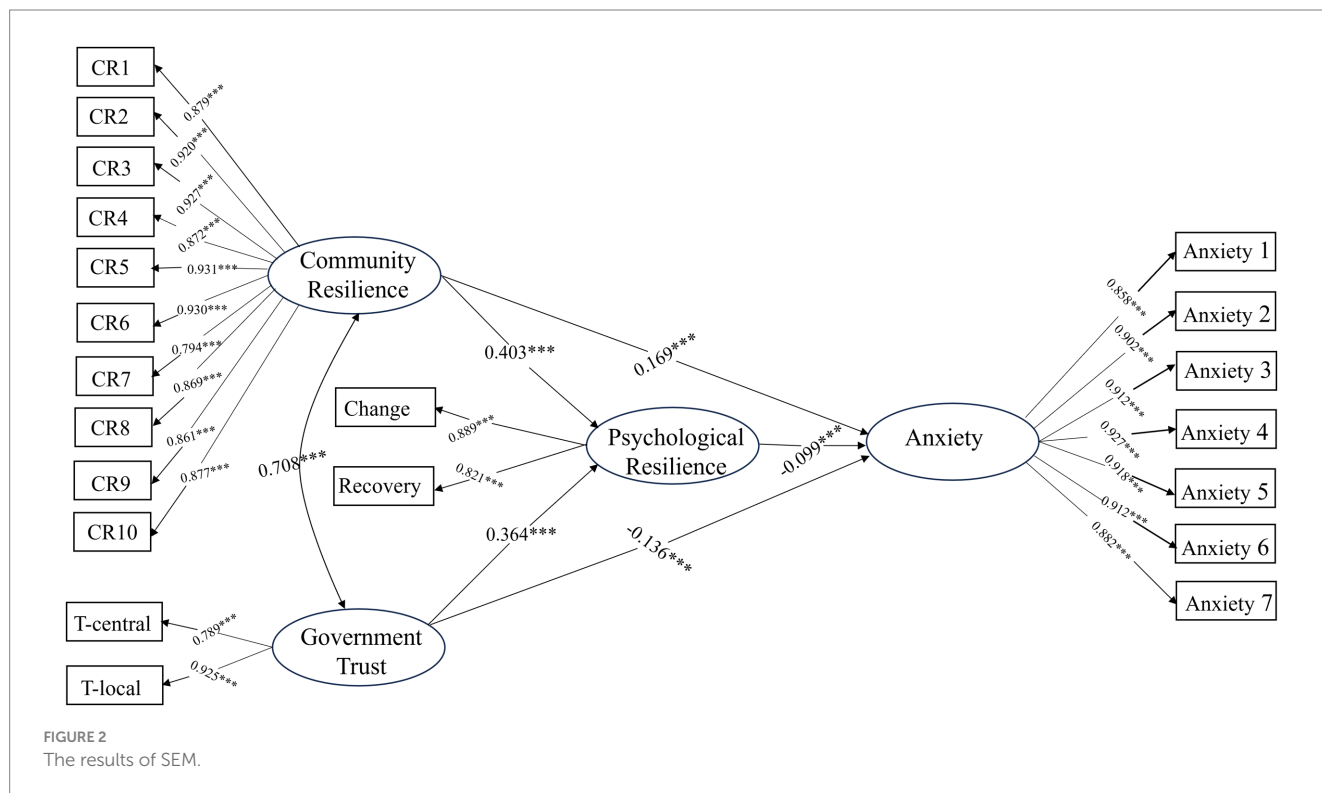 CR1
CR2
CR3
CR4
CR5
CR6
CR7
CR8
CR9
CR10
0.879***
0.920***
0.927***
0.872***
0.931***
0.930***
0.794***
0.869***
0.861***
0.877***
Community
Resilience
0.403***
0.169***
0.708***
Change
Recovery
0.889***
0.821***
Psychological
Resilience
-0.099***
0.364***
-0.136***
T-central
T-local
0.789***
0.925***
Government
Trust
Anxiety
0.858***
0.902***
0.912***
0.927***
0.918***
0.912***
0.882***
Anxiety 1
Anxiety 2
Anxiety 3
Anxiety 4
Anxiety 5
Anxiety 6
Anxiety 7
FIGURE 2
The results of SEM.